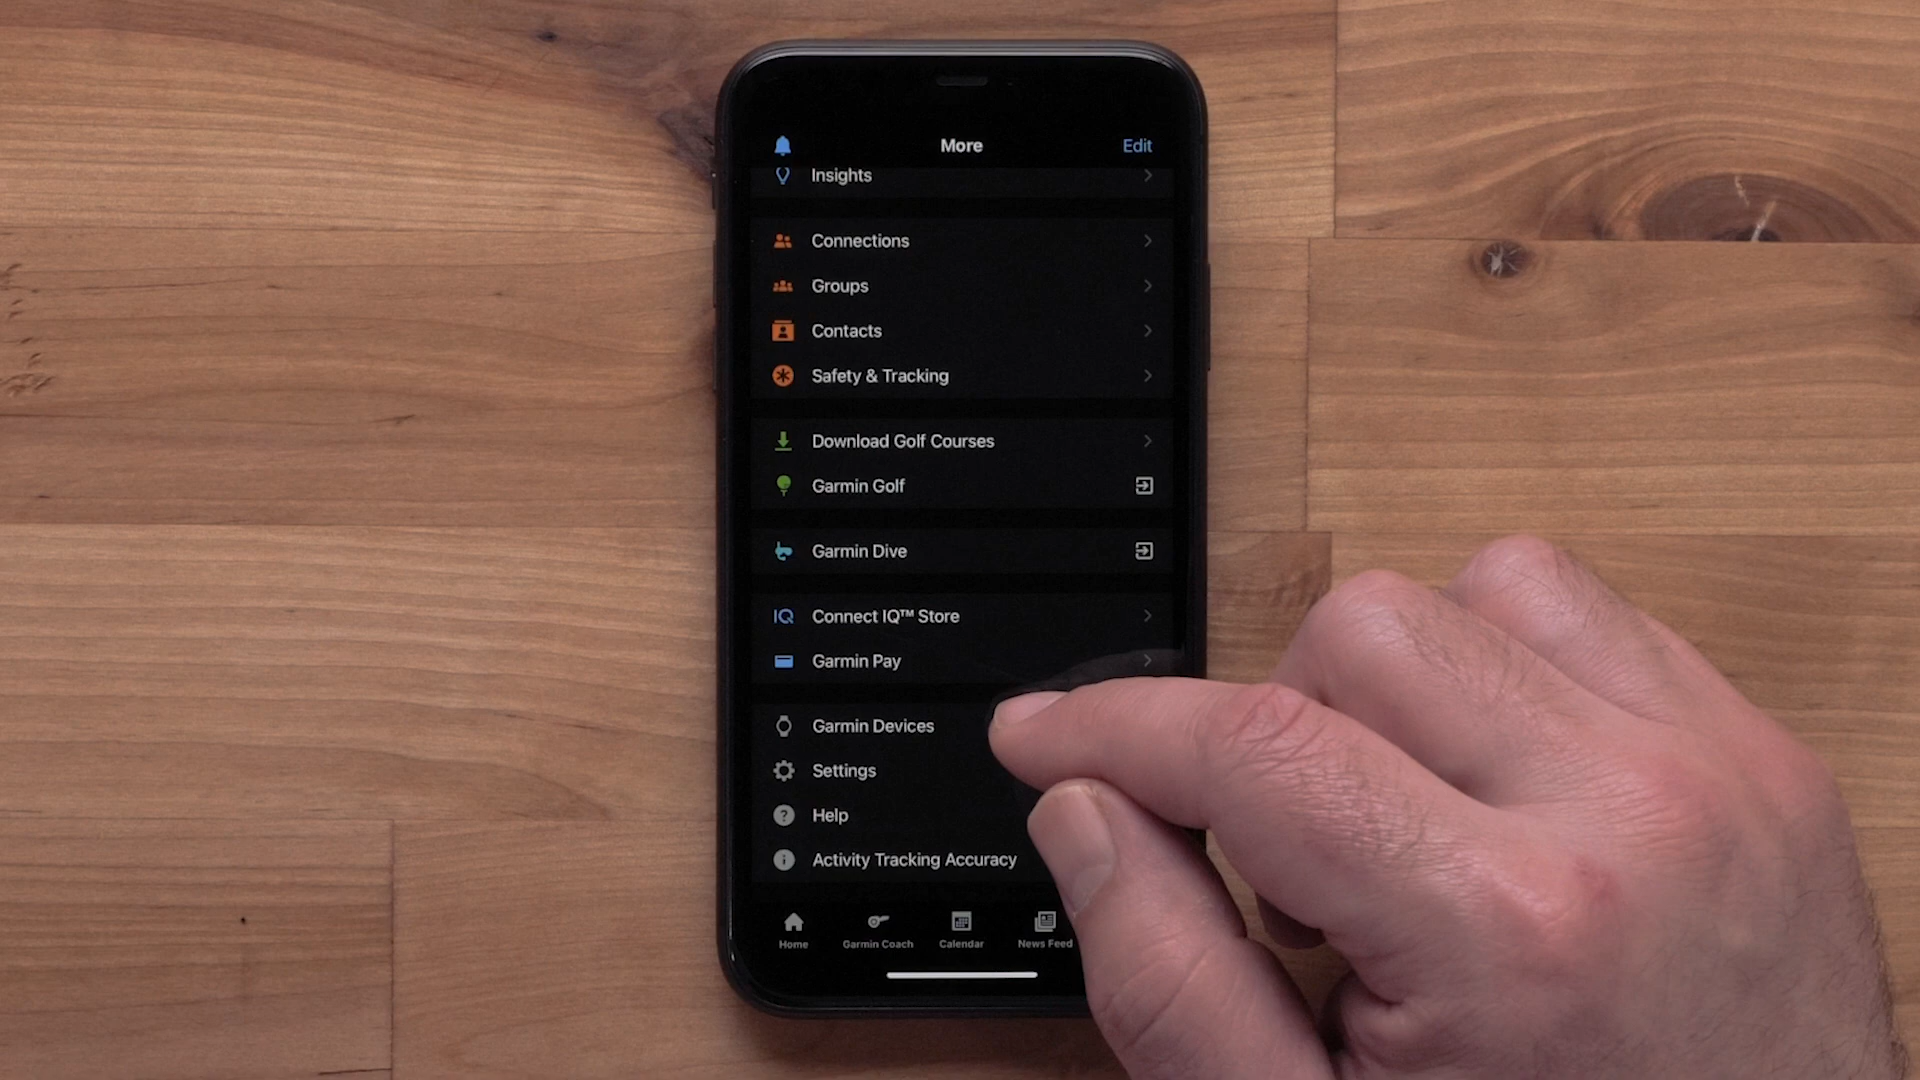 More
Edit
Insights
Connections
Groups
Contacts
Safety & Tracking
Download Golf Courses
Garmin Golf
Garmin Dive
IQ Connect IQ™ Store
Garmin Pay
Garmin Devices
Settings
? Help
i Activity Tracking Accuracy
Home
Garmin Coach
Calendar
News Feed